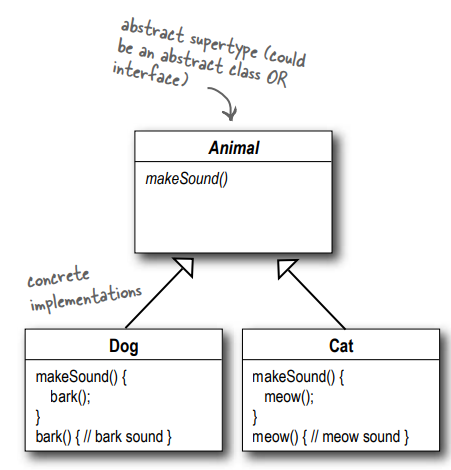 abstract supertype (could
be an abstract class OR
interface)
Animal
makeSound()
concrete
implementations
Dog
makeSound() {
bark();
}
bark() { // bark sound }
Cat
makeSound() {
meow();
}
meow() { // meow sound }